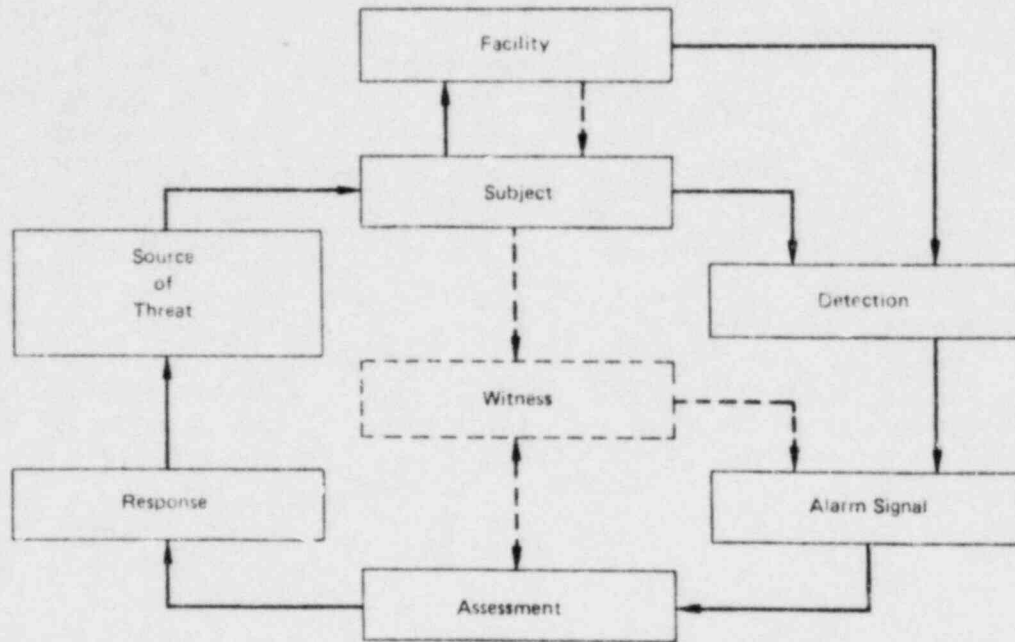 Facility
Subject
Source
of
Threat
Detection
Witness
Response
Alarm Signal
Assessment